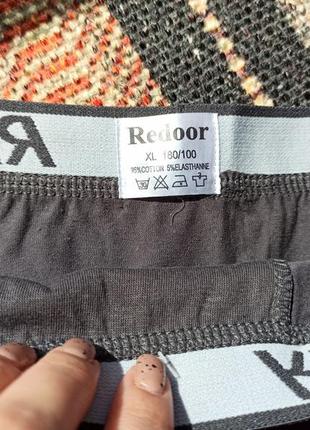 Redoor
XL 180/100
95%COTTON 5%ELASTHANNE